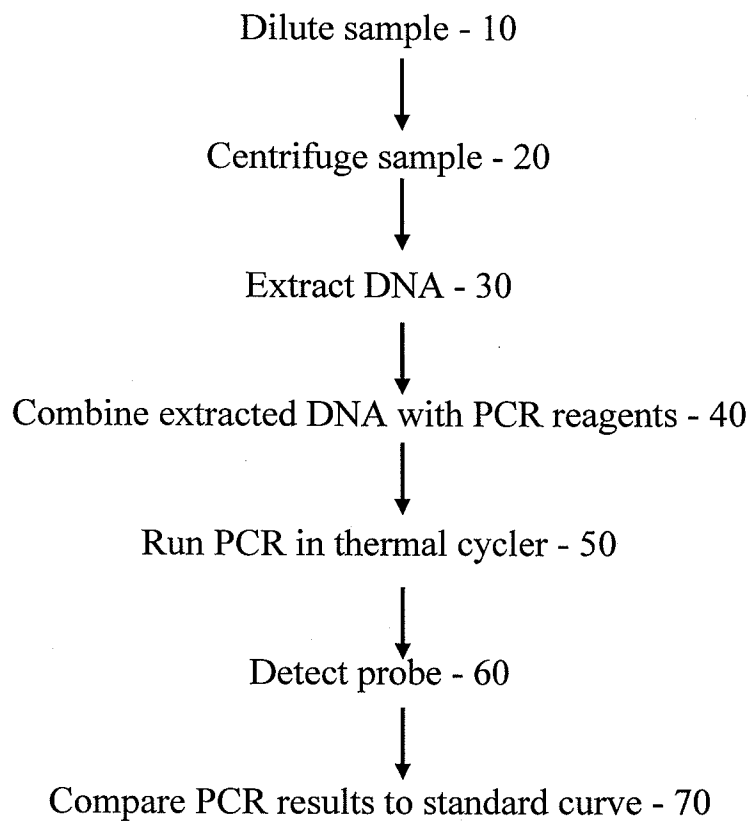 Dilute sample - 10
Centrifuge sample - 20
Extract DNA - 30
Combine extracted DNA with PCR reagents - 40
Run PCR in thermal cycler - 50
Detect probe - 60
Compare PCR results to standard curve - 70